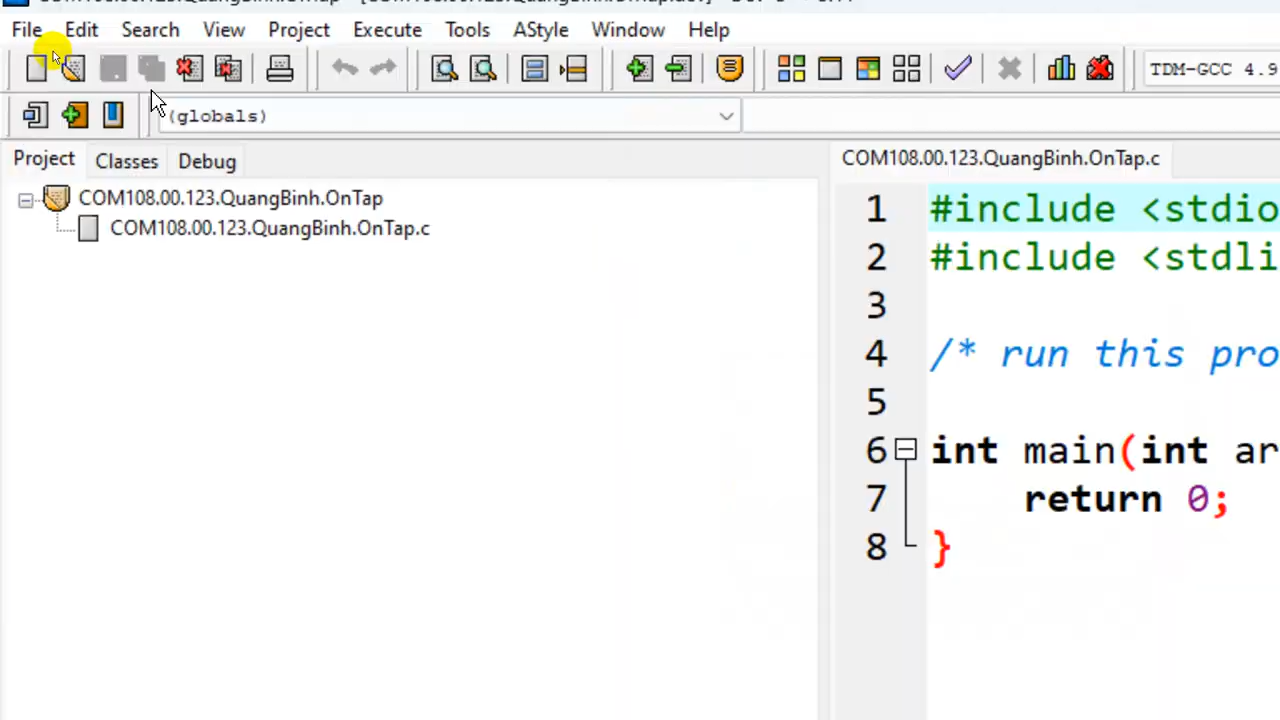 File Edit Search View Project Execute Tools AStyle Window Help
TDM-GCC 4.9
(globals)
Project Classes Debug
COM108.00.123.QuangBinh.OnTap
COM108.00.123.QuangBinh.OnTap.c
COM108.00.123.QuangBinh.OnTap.c
1 #include <stdio
2 #include <stdli
3
4 /* run this pro
5
6 int main(int ar
7 return 0;
8 }